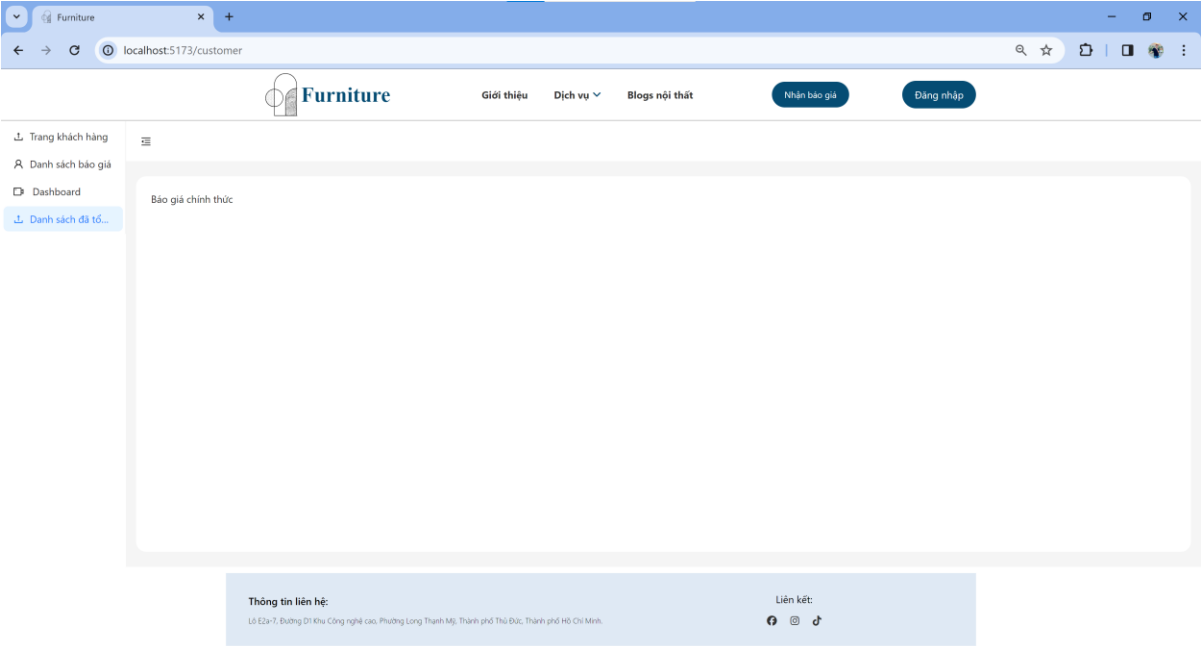 Furniture
localhost:5173/customer
Furniture
Giới thiệu
Dịch vụ
Blogs nội thất
Nhận báo giá
Đăng nhập
Trang khách hàng
Danh sách báo giá
Dashboard
Danh sách đã tổ...
Báo giá chính thức
Thông tin liên hệ:
Lô E2a-7, Đường D1 Khu Công nghệ cao, Phường Long Thạnh Mỹ, Thành phố Thủ Đức, Thành phố Hồ Chí Minh.
Liên kết: